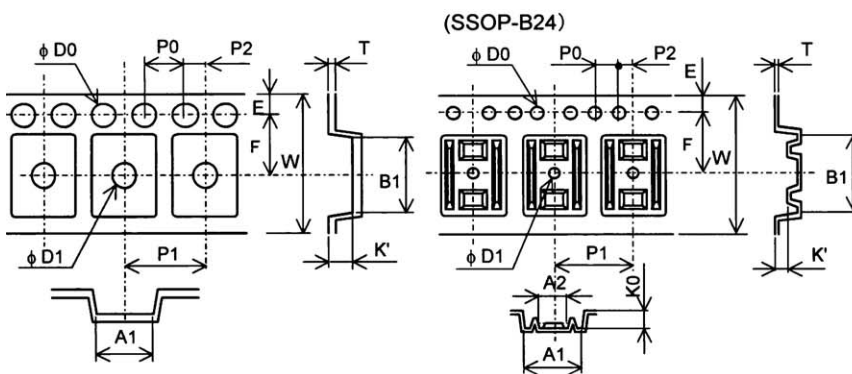 (SSOP-B24)
φ D0
P0
P2
T
E
F
W
B1
φ D1
P1
K'
A1
P0
P2
φ D0
E
T
F
W
B1
φ D1
P1
K'
A2
K0
A1